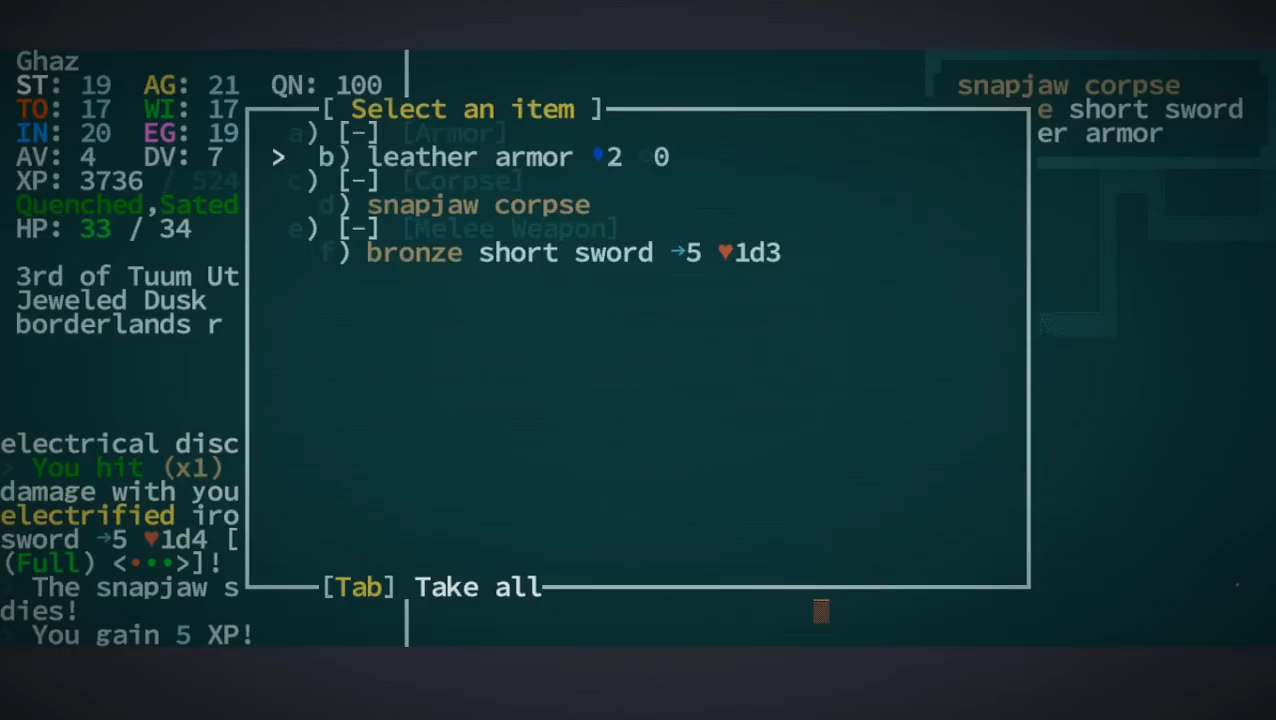 Ghaz
ST: 19 AG: 21 QN: 100
TO: 17 WI: 17
IN: 20 EG: 19
AV: 4 DV: 7
XP: 3736 / 524
Quenched,Sated
HP: 33 / 34
3rd of Tuum Ut
Jeweled Dusk
borderlands r
electrical disc
> You hit (x1)
damage with you
electrified iro
sword →5 ♥1d4 [
(Full) <••••>]!
The snapjaw s
dies!
You gain 5 XP!
[ Select an item ]
a) [-] [Armor]
> b) leather armor ♦2 ○0
c) [-] [Corpse]
d) snapjaw corpse
e) [-] [Melee Weapon]
f) bronze short sword →5 ♥1d3
[Tab] Take all
snapjaw corpse
e short sword
er armor